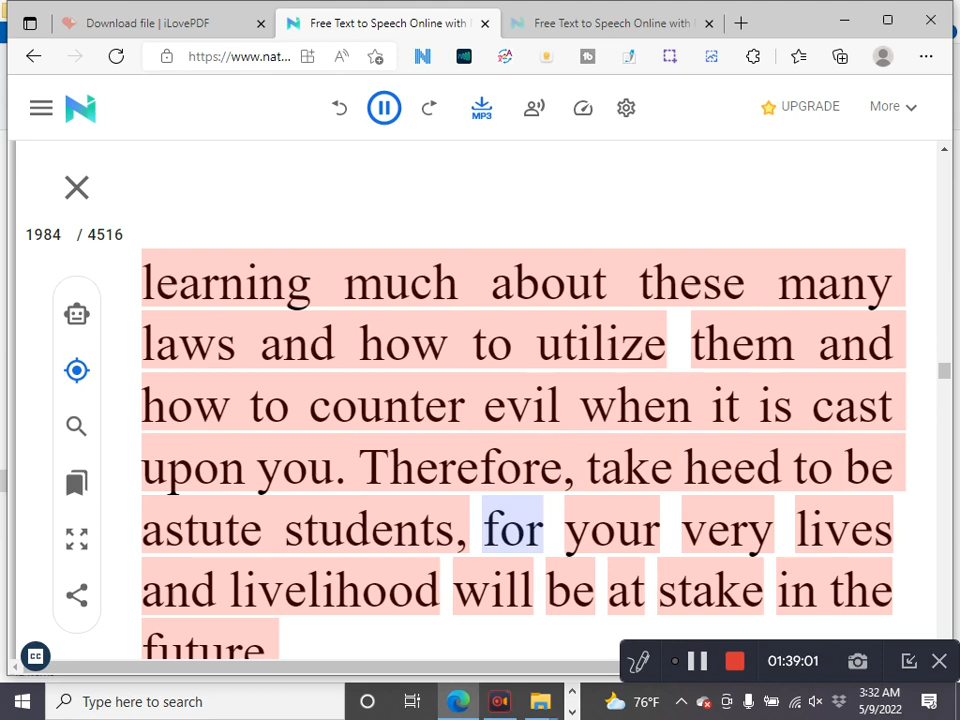 Download file | iLovePDF
Free Text to Speech Online with
Free Text to Speech Online with
https://www.nat...
UPGRADE
More
MP3
1984 / 4516
learning much about these many
laws and how to utilize them and
how to counter evil when it is cast
upon you. Therefore, take heed to be
astute students, for your very lives
and livelihood will be at stake in the
future.
CC
01:39:01
Type here to search
76°F
3:32 AM
5/9/2022